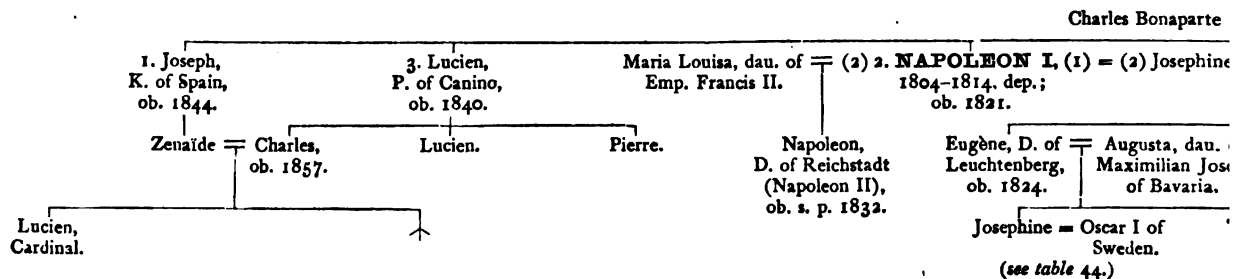 Charles Bonaparte
1. Joseph,
K. of Spain,
ob. 1844.
3. Lucien,
P. of Canino,
ob. 1840.
Maria Louisa, dau. of
Emp. Francis II.
= (2) 2. NAPOLEON I, (1) = (2) Josephine
1804–1814. dep.;
ob. 1821.
Zenaïde = Charles,
ob. 1857.
Lucien.
Pierre.
Napoleon,
D. of Reichstadt
(Napoleon II),
ob. s. p. 1832.
Eugène, D. of
Leuchtenberg,
ob. 1824.
= Augusta, dau.
Maximilian
of Bavaria.
Lucien,
Cardinal.
Josephine = Oscar I of
Sweden.
(see table 44.)